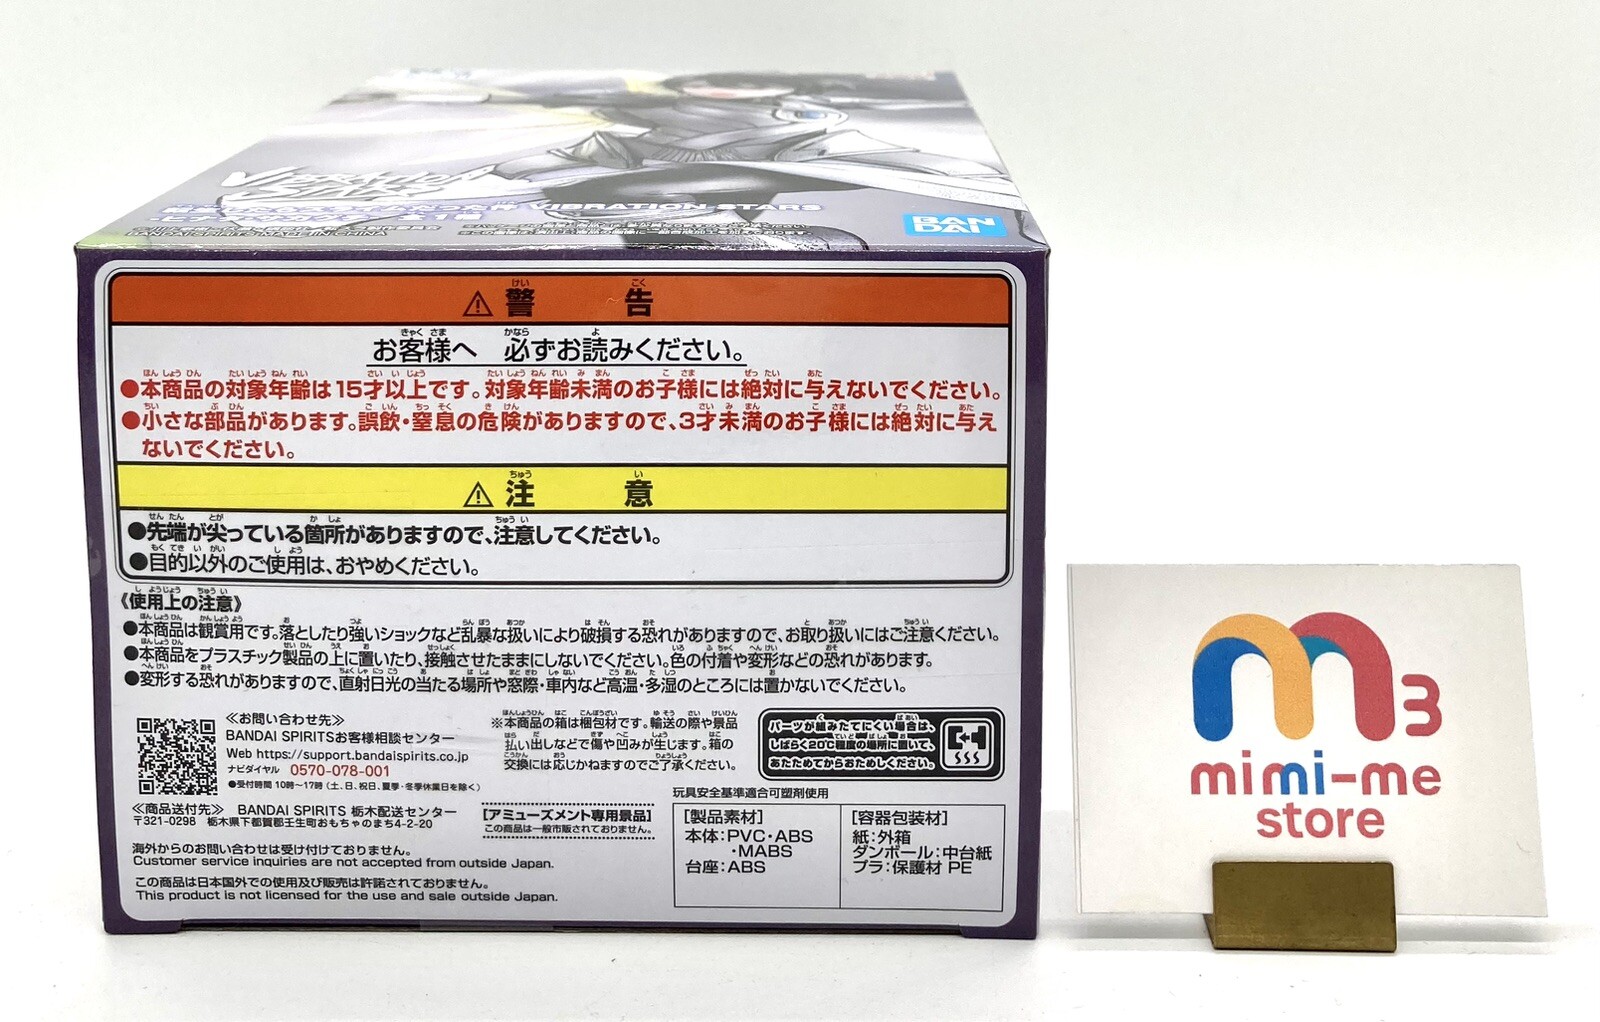 VIBRATION STARS
VIBRATION STARS
全1種
BANDAI
警告
お客様へ 必ずお読みください。
●本商品の対象年齢は15才以上です。対象年齢未満のお子様には絶対に与えないでください。
●小さな部品があります。誤飲・窒息の危険がありますので、3才未満のお子様には絶対に与え
ないでください。
注意
●先端が尖っている箇所がありますので、注意してください。
●目的以外のご使用は、おやめください。
《使用上の注意》
●本商品は観賞用です。落としたり強いショックなど乱暴な扱いにより破損する恐れがありますので、お取り扱いにはご注意ください。
●本商品をプラスチック製品の上に置いたり、接触させたままにしないでください。色の付着や変形などの恐れがあります。
●変形する恐れがありますので、直射日光の当たる場所や窓際・車内など高温・多湿のところには置かないでください。
≪お問い合わせ先≫
BANDAI SPIRITSお客様相談センター
Web https://support.bandaispirits.co.jp
ナビダイヤル 0570-078-001
●受付時間 10時～17時(土、日、祝日、夏季・冬季休業日を除く)
※本商品の箱は梱包材です。輸送の際や景品
払い出しなどで傷や凹みが生じます。箱の
交換には応じかねますのでご了承ください。
パーツが組みたてにくい場合は、
しばらく20℃程度の場所に置いて、
あたためてからおためしください。
≪商品送付先≫ BANDAI SPIRITS 栃木配送センター
〒321-0298 栃木県下都賀郡壬生町おもちゃのまち4-2-20
[アミューズメント専用景品]
この商品は一般市販されておりません。
海外からのお問い合わせは受け付けておりません。
Customer service inquiries are not accepted from outside Japan.
この商品は日本国外での使用及び販売は許諾されておりません。
This product is not licensed for the use and sale outside Japan.
玩具安全基準適合可塑剤使用
[製品素材]
本体:PVC・ABS
・MABS
台座:ABS
[容器包装材]
紙:外箱
ダンボール:中台紙
プラ:保護材 PE
m3
mimi-me
store